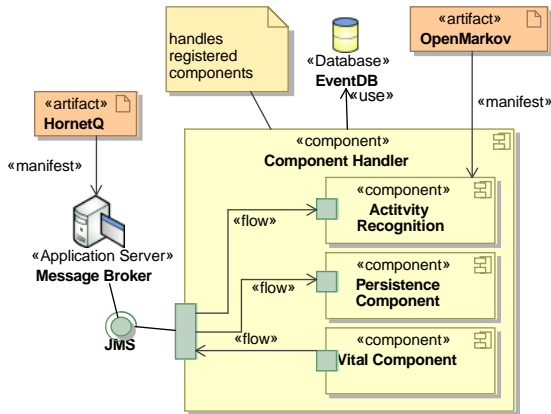 «artifact»
OpenMarkov
handles
registered
components
«Database»
EventDB
«use»
«manifest»
«artifact»
HornetQ
«manifest»
«component»
Component Handler
«component»
Actitvity
Recognition
«flow»
«Application Server»
Message Broker
«component»
Persistence
Component
«flow»
JMS
«flow»
«component»
Vital Component